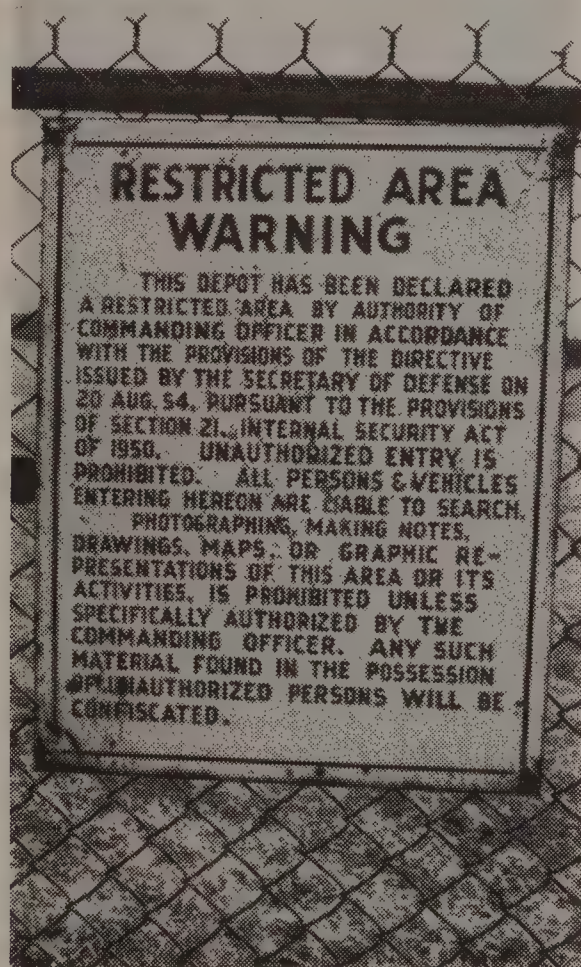 RESTRICTED AREA
WARNING
THIS DEPOT HAS BEEN DECLARED
A RESTRICTED AREA BY AUTHORITY OF
COMMANDING OFFICER IN ACCORDANCE
WITH THE PROVISIONS OF THE DIRECTIVE
ISSUED BY THE SECRETARY OF DEFENSE ON
20 AUG. 54. PURSUANT TO THE PROVISIONS
OF SECTION 21, INTERNAL SECURITY ACT
OF 1950. UNAUTHORIZED ENTRY IS
PROHIBITED. ALL PERSONS & VEHICLES
ENTERING HEREON ARE LIABLE TO SEARCH.
PHOTOGRAPHING, MAKING NOTES,
DRAWINGS, MAPS, OR GRAPHIC RE-
PRESENTATIONS OF THIS AREA OR ITS
ACTIVITIES, IS PROHIBITED UNLESS
SPECIFICALLY AUTHORIZED BY THE
COMMANDING OFFICER. ANY SUCH
MATERIAL FOUND IN THE POSSESSION
OF UNAUTHORIZED PERSONS WILL BE
CONFISCATED.